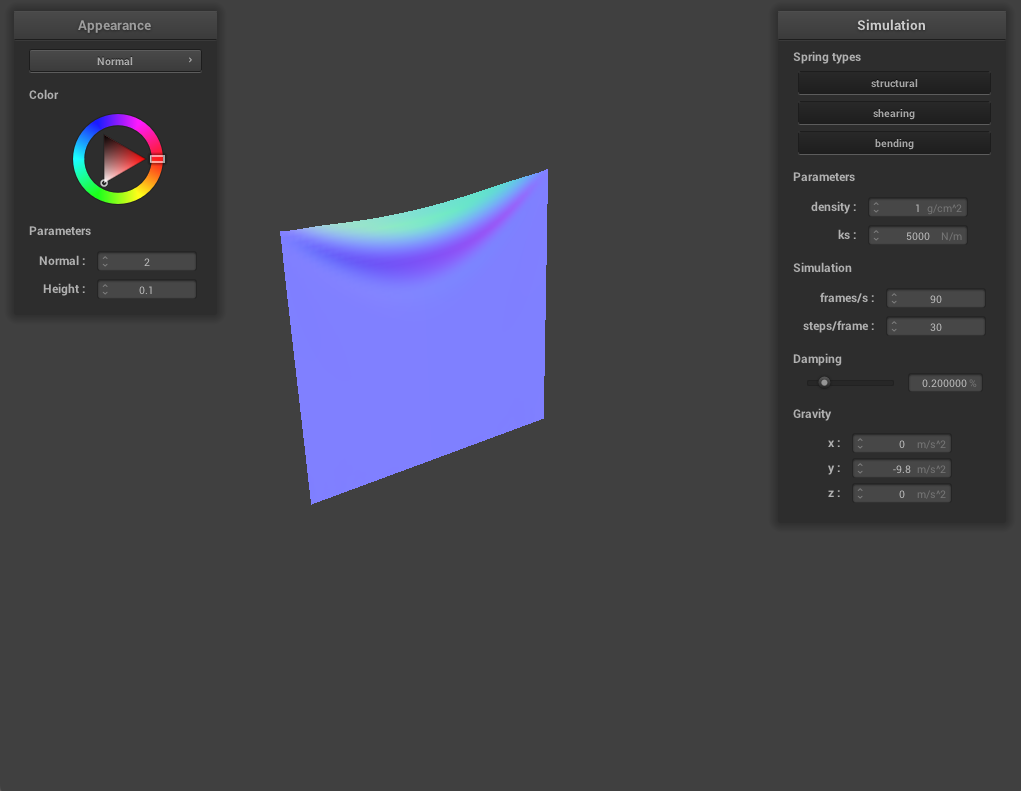 Appearance
Normal
Color
Parameters
Normal : 2
Height : 0.1
Simulation
Spring types
structural
shearing
bending
Parameters
density : 1 g/cm^2
ks : 5000 N/m
Simulation
frames/s : 90
steps/frame : 30
Damping
0.200000 %
Gravity
x : 0 m/s^2
y : -9.8 m/s^2
z : 0 m/s^2